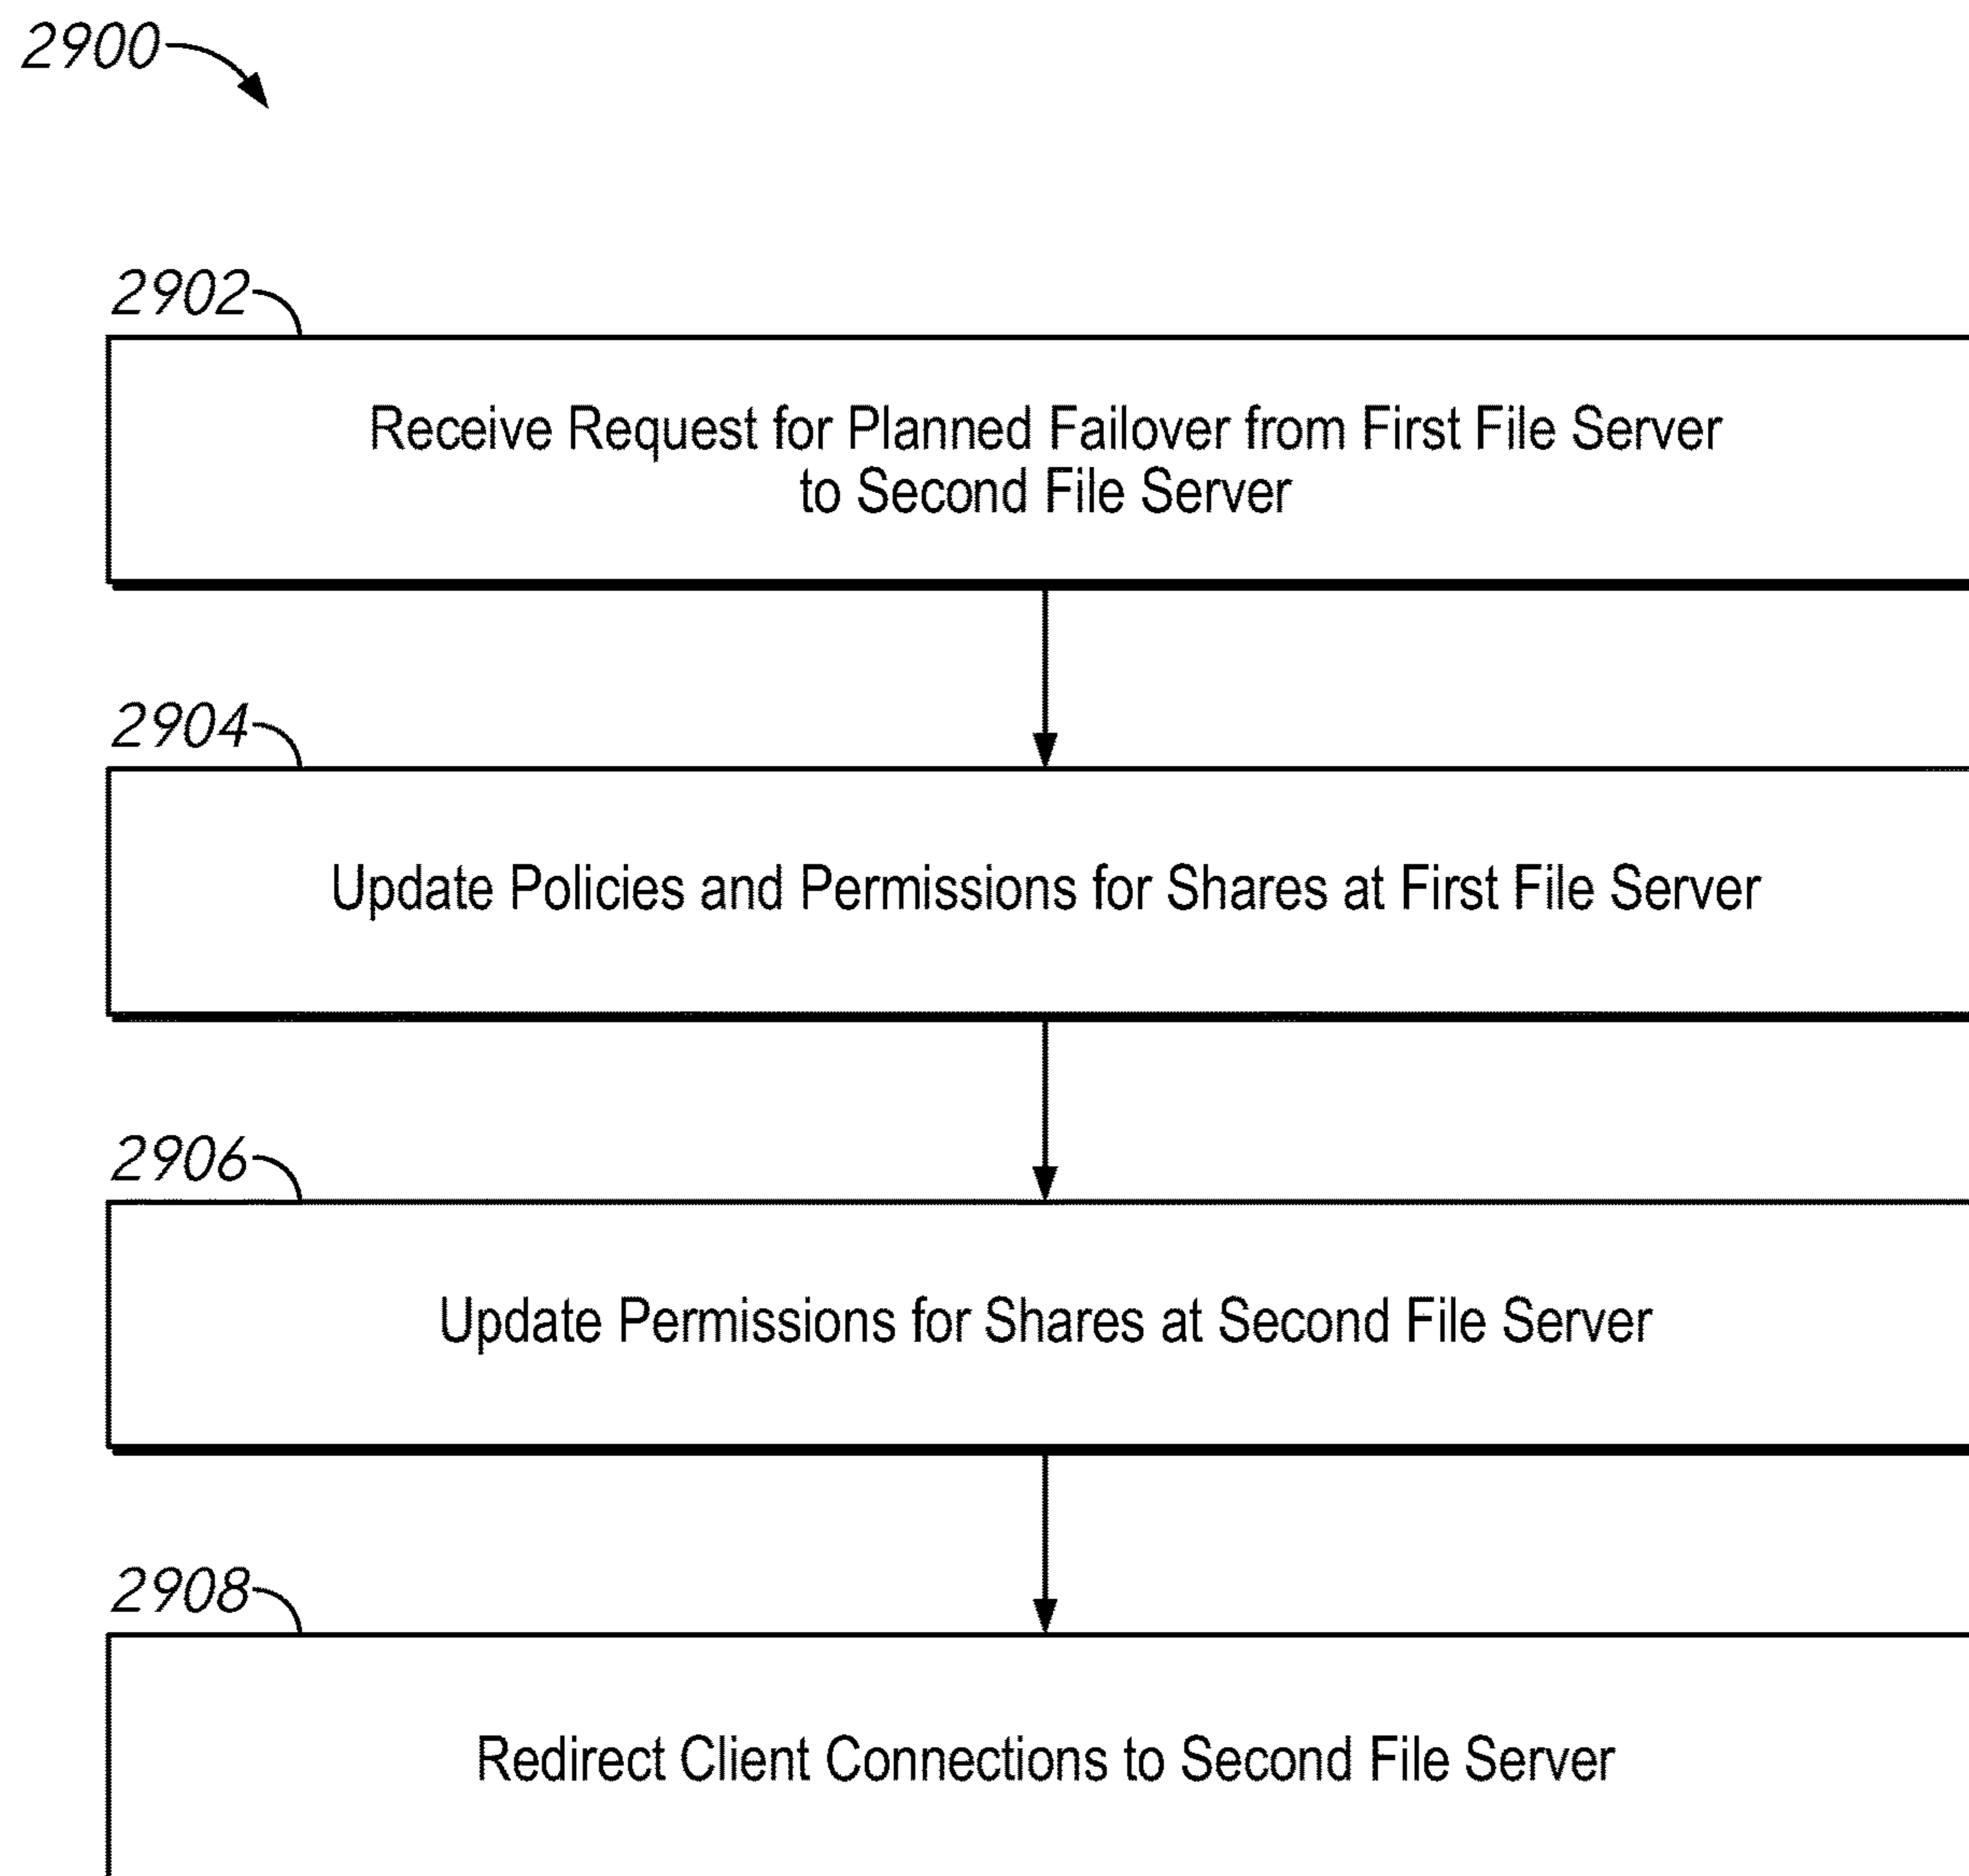 2900
2902
Receive Request for Planned Failover from First File Server
to Second File Server
2904
Update Policies and Permissions for Shares at First File Server
2906
Update Permissions for Shares at Second File Server
2908
Redirect Client Connections to Second File Server